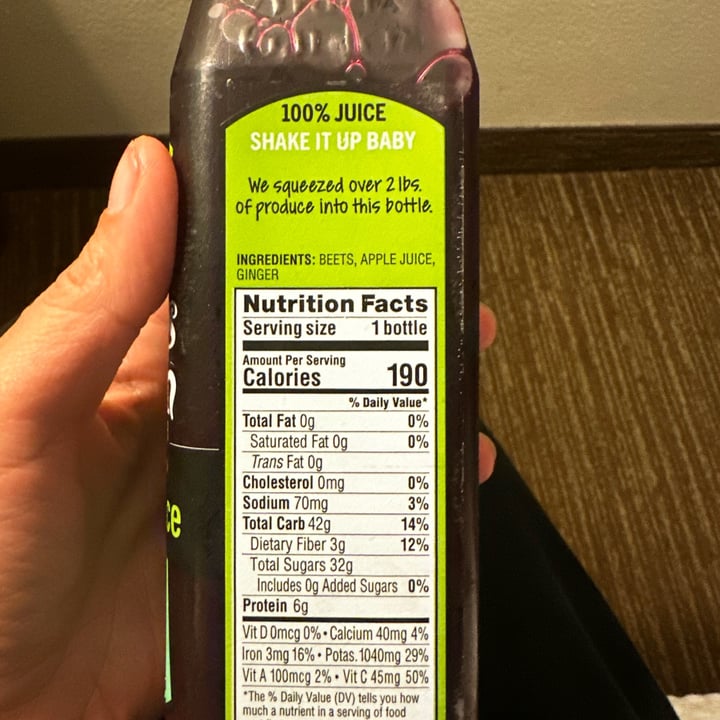 100% JUICE
SHAKE IT UP BABY
We squeezed over 2 lbs.
of produce into this bottle.
INGREDIENTS: BEETS, APPLE JUICE,
GINGER
Nutrition Facts
Serving size 1 bottle
Amount Per Serving
Calories 190
% Daily Value*
Total Fat 0g 0%
Saturated Fat 0g 0%
Trans Fat 0g
Cholesterol 0mg 0%
Sodium 70mg 3%
Total Carb 42g 14%
Dietary Fiber 3g 12%
Total Sugars 32g
Includes 0g Added Sugars 0%
Protein 6g
Vit D 0mcg 0% • Calcium 40mg 4%
Iron 3mg 16% • Potas. 1040mg 29%
Vit A 100mcg 2% • Vit C 45mg 50%
*The % Daily Value (DV) tells you how
much a nutrient in a serving of food